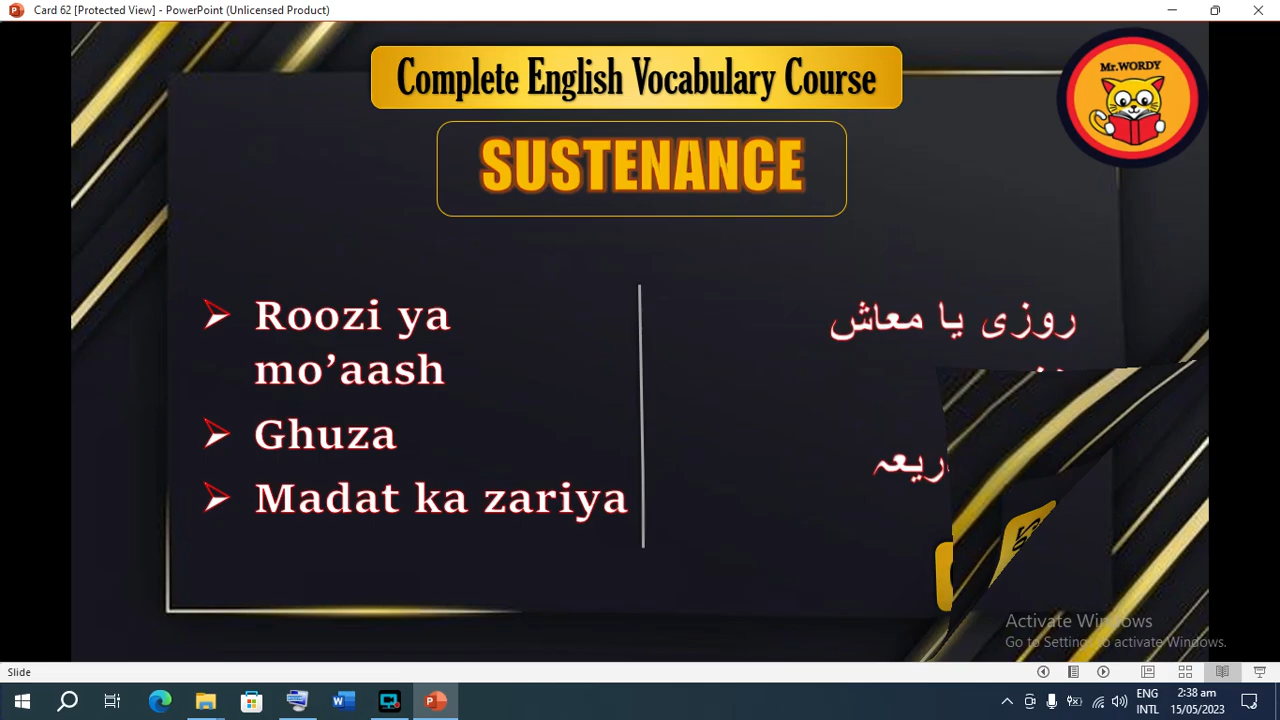 Card 62 [Protected View] - PowerPoint (Unlicensed Product)
Complete English Vocabulary Course
Mr.WORDY
SUSTENANCE
Roozi ya
mo’aash
Ghuza
Madat ka zariya
روزی یا معاش
Activate Windows
Go to Settings to activate Windows.
Slide
ENG
INTL
2:38 am
15/05/2023